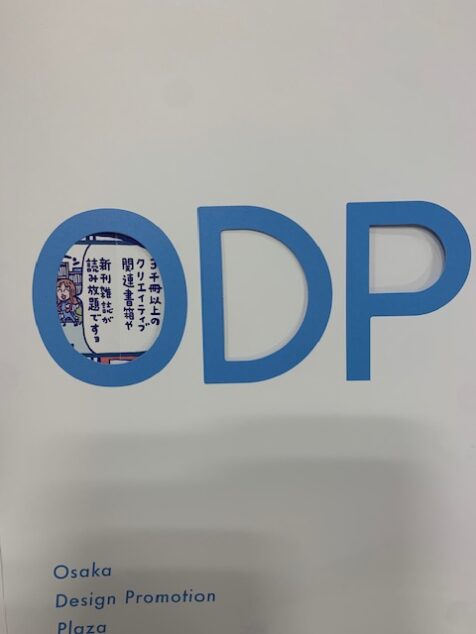 ODP
3千冊以上の
クリエイティブ
関連書籍や
新刊雑誌が
読み放題ですョ
Osaka
Design Promotion
Plaza